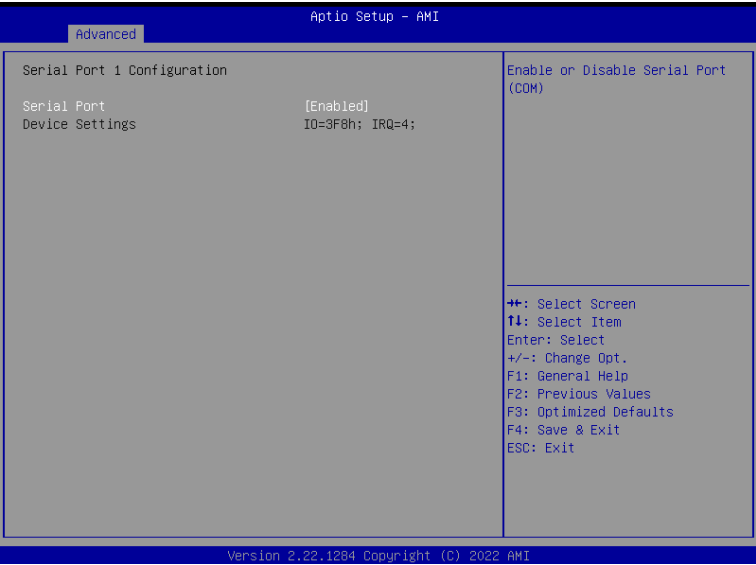 Aptio Setup – AMI
Advanced
Serial Port 1 Configuration
Serial Port [Enabled]
Device Settings IO=3F8h; IRQ=4;
Enable or Disable Serial Port
(COM)
→←: Select Screen
↑↓: Select Item
Enter: Select
+/-: Change Opt.
F1: General Help
F2: Previous Values
F3: Optimized Defaults
F4: Save & Exit
ESC: Exit
Version 2.22.1284 Copyright (C) 2022 AMI